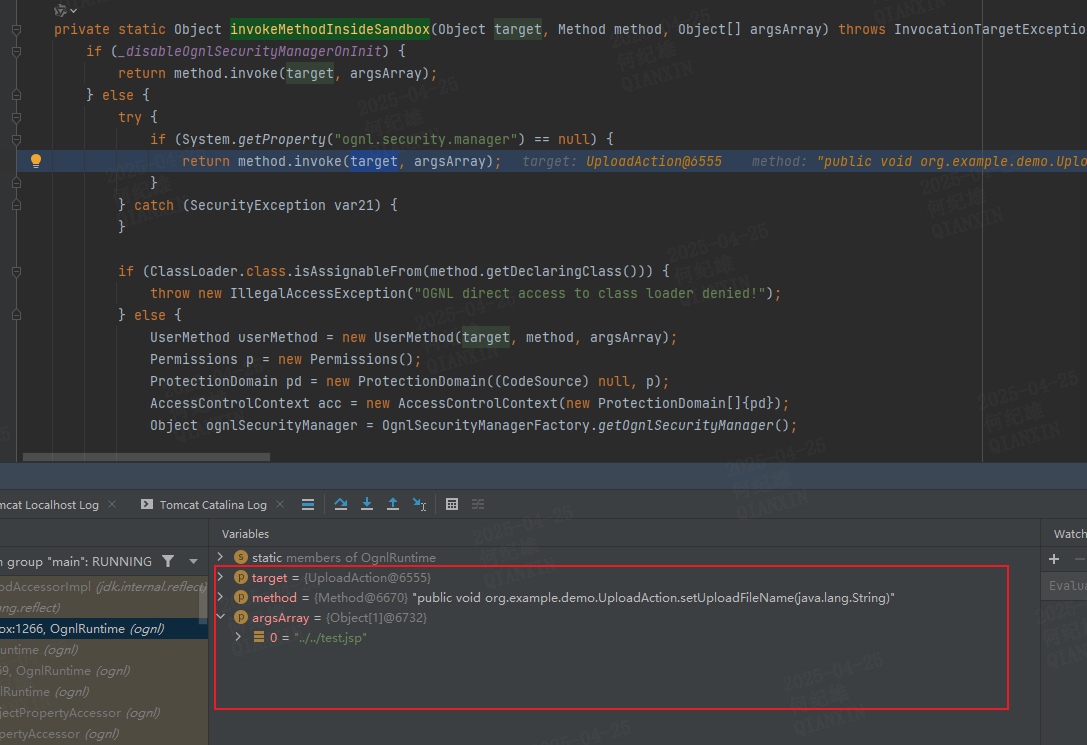 private static Object invokeMethodInsideSandbox(Object target, Method method, Object[] argsArray) throws InvocationTargetExceptio
if (_disableOgnlSecurityManagerOnInit) {
return method.invoke(target, argsArray);
} else {
try {
if (System.getProperty("ognl.security.manager") == null) {
return method.invoke(target, argsArray); target: UploadAction@6555 method: "public void org.example.demo.Uplo
}
} catch (SecurityException var21) {
}
if (ClassLoader.class.isAssignableFrom(method.getDeclaringClass())) {
throw new IllegalAccessException("OGNL direct access to class loader denied!");
} else {
UserMethod userMethod = new UserMethod(target, method, argsArray);
Permissions p = new Permissions();
ProtectionDomain pd = new ProtectionDomain((CodeSource) null, p);
AccessControlContext acc = new AccessControlContext(new ProtectionDomain[]{pd});
Object ognlSecurityManager = OgnlSecurityManagerFactory.getOgnlSecurityManager();
mcat Localhost Log × Tomcat Catalina Log ×
Variables
Watch
n group "main": RUNNING
static members of OgnlRuntime
odAccessorImpl (jdk.internal.reflect)
target = {UploadAction@6555}
Evalu
method = {Method@6670} "public void org.example.demo.UploadAction.setUploadFileName(java.lang.String)"
ang.reflect)
argsArray = {Object[1]@6732}
ox:1266, OgnlRuntime (ognl)
0 = "../../test.jsp"
untime (ognl)
59, OgnlRuntime (ognl)
lRuntime (ognl)
jectPropertyAccessor (ognl)
pertyAccessor (ognl)
2025-04-25
何纪雄
QIANXIN